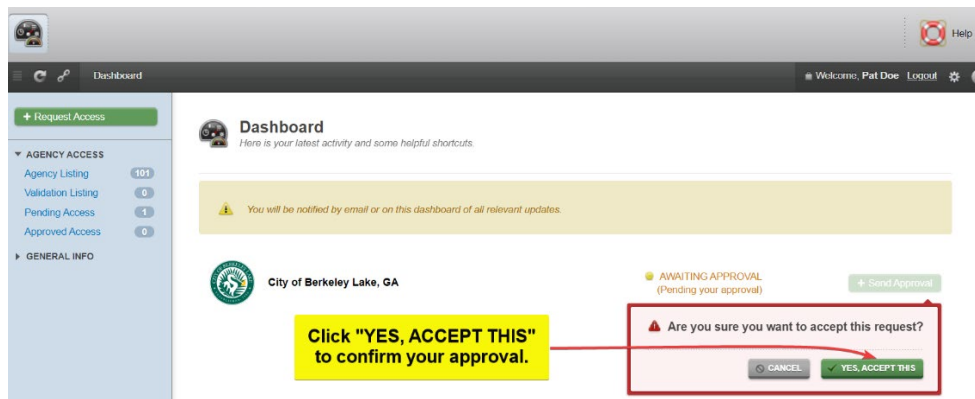 Help
Dashboard
Welcome, Pat Doe Logout
+ Request Access
Dashboard
Here is your latest activity and some helpful shortcuts.
AGENCY ACCESS
Agency Listing 101
Validation Listing 0
Pending Access 1
Approved Access 0
GENERAL INFO
You will be notified by email or on this dashboard of all relevant updates.
City of Berkeley Lake, GA
AWAITING APPROVAL
(Pending your approval)
+ Send Approval
Are you sure you want to accept this request?
CANCEL
YES, ACCEPT THIS
Click "YES, ACCEPT THIS"
to confirm your approval.